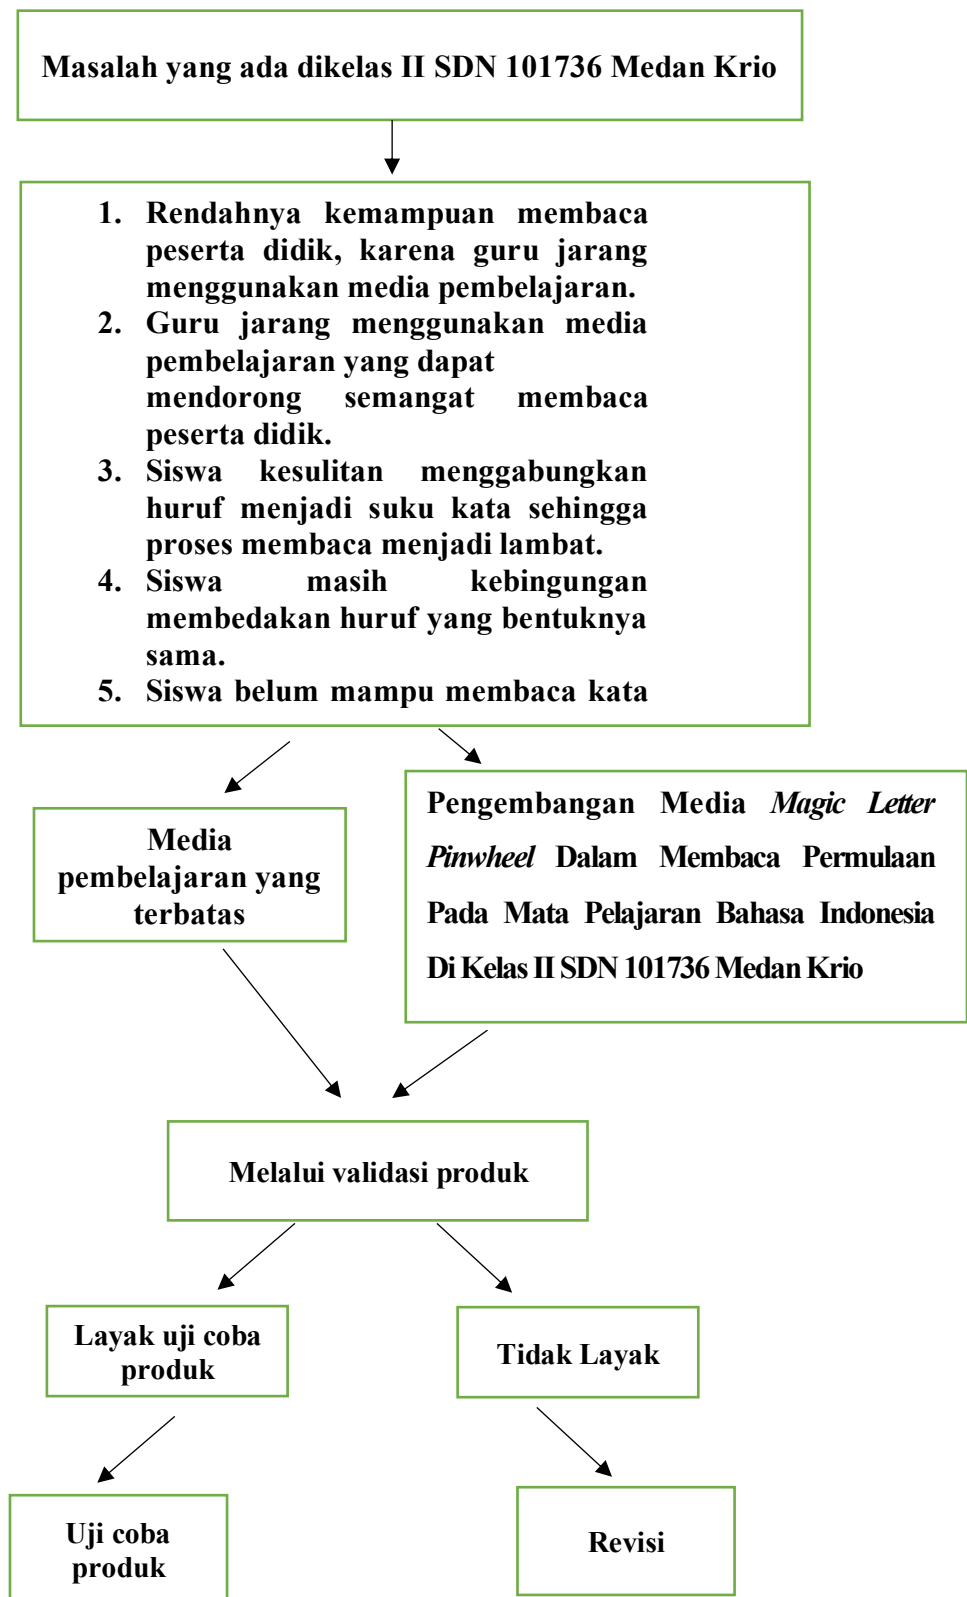 Masalah yang ada dikelas II SDN 101736 Medan Krio
1. Rendahnya kemampuan membaca
peserta didik, karena guru jarang
menggunakan media pembelajaran.
2. Guru jarang menggunakan media
pembelajaran yang dapat
mendorong semangat membaca
peserta didik.
3. Siswa kesulitan menggabungkan
huruf menjadi suku kata sehingga
proses membaca menjadi lambat.
4. Siswa masih kebingungan
membedakan huruf yang bentuknya
sama.
5. Siswa belum mampu membaca kata
Media
pembelajaran yang
terbatas
Pengembangan Media Magic Letter
Pinwheel Dalam Membaca Permulaan
Pada Mata Pelajaran Bahasa Indonesia
Di Kelas II SDN 101736 Medan Krio
Melalui validasi produk
Layak uji coba
produk
Tidak Layak
Uji coba
produk
Revisi